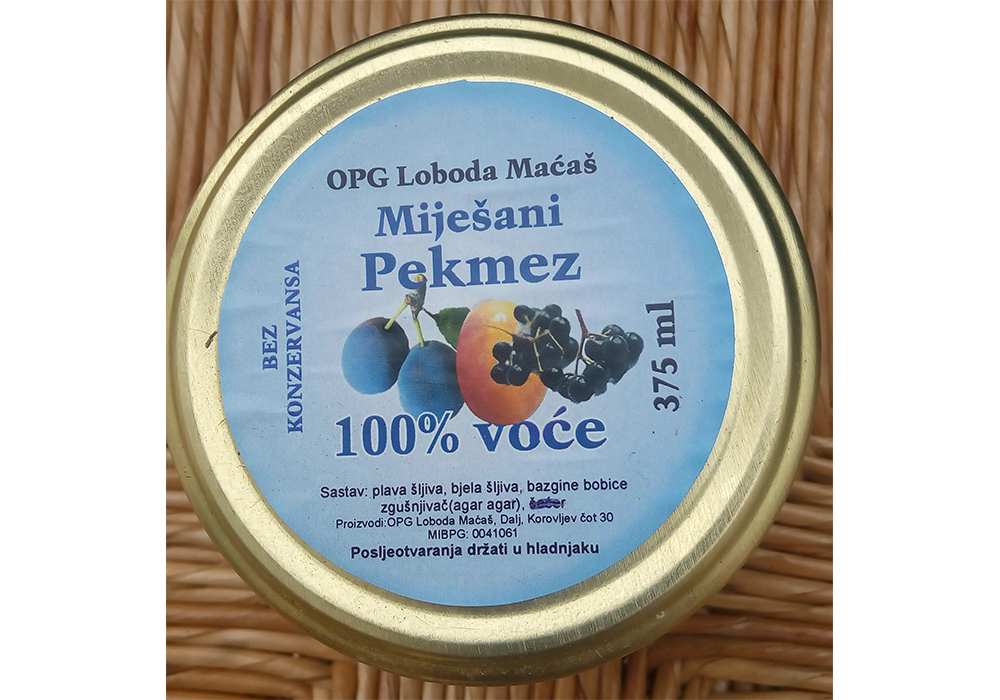 OPG Loboda Maćaš
Miješani
Pekmez
BEZ
KONZERVANSA
375 ml
100% voće
Sastav: plava šljiva, bjela šljiva, bazgine bobice
zgušnjivač(agar agar), šećer
Proizvodi:OPG Loboda Maćaš, Dalj, Korovljev čot 30
MIBPG: 0041061
Posljeotvaranja držati u hladnjaku